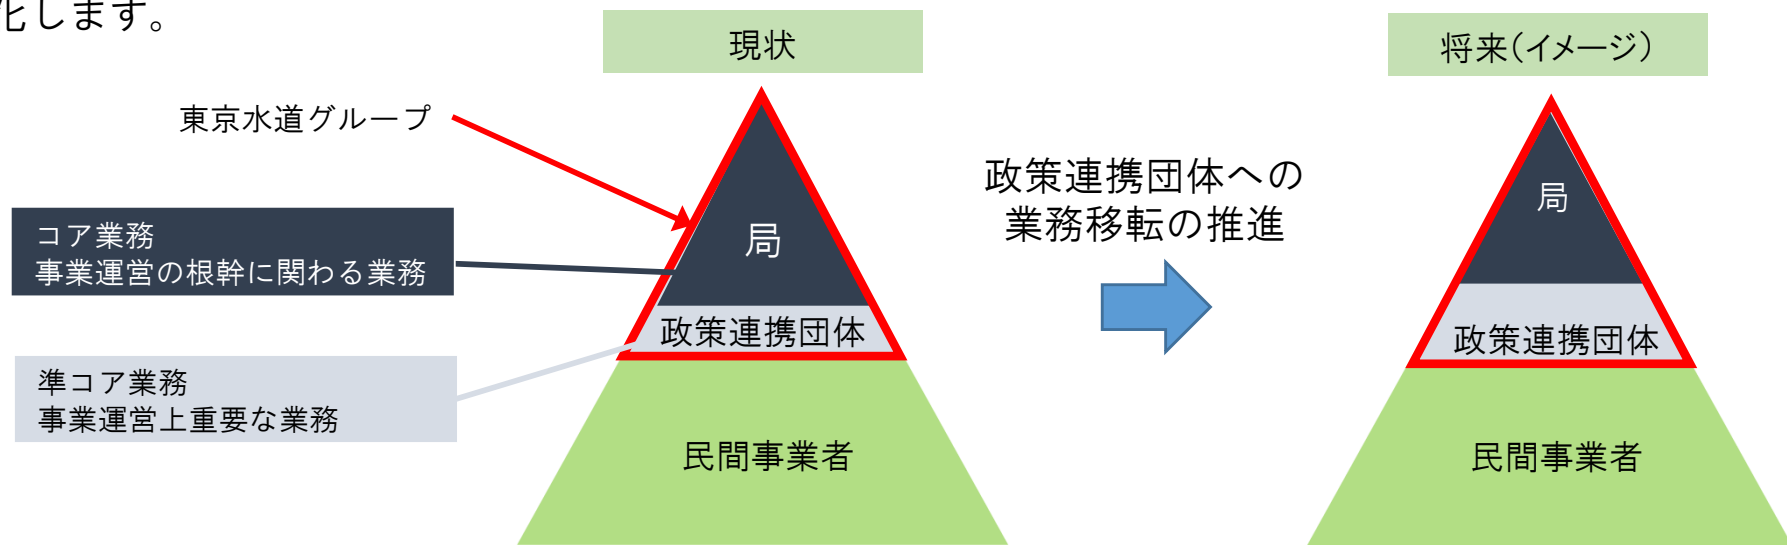 化します。
現状
将来（イメージ）
東京水道グループ
政策連携団体への
業務移転の推進
コア業務
事業運営の根幹に関わる業務
準コア業務
事業運営上重要な業務
局
政策連携団体
民間事業者
局
政策連携団体
民間事業者